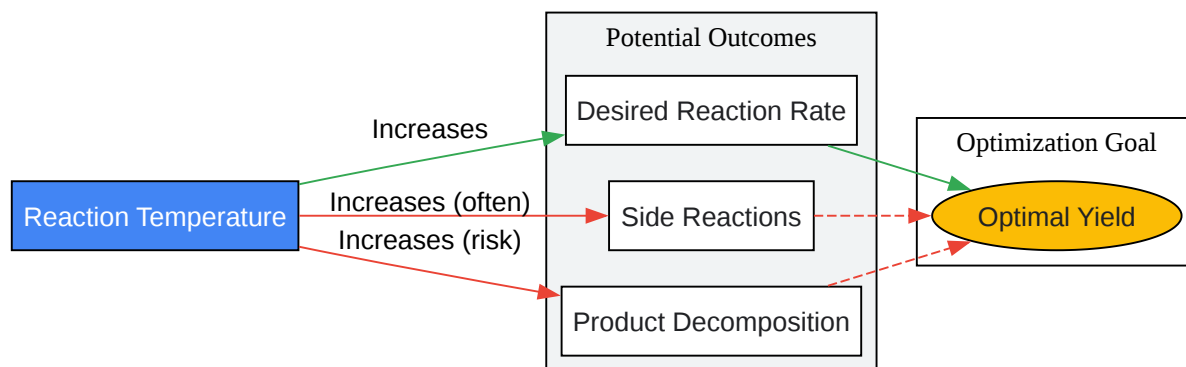 Potential Outcomes
Desired Reaction Rate
Increases
Optimization Goal
Reaction Temperature
Increases (often)
Side Reactions
Optimal Yield
Increases (risk)
Product Decomposition